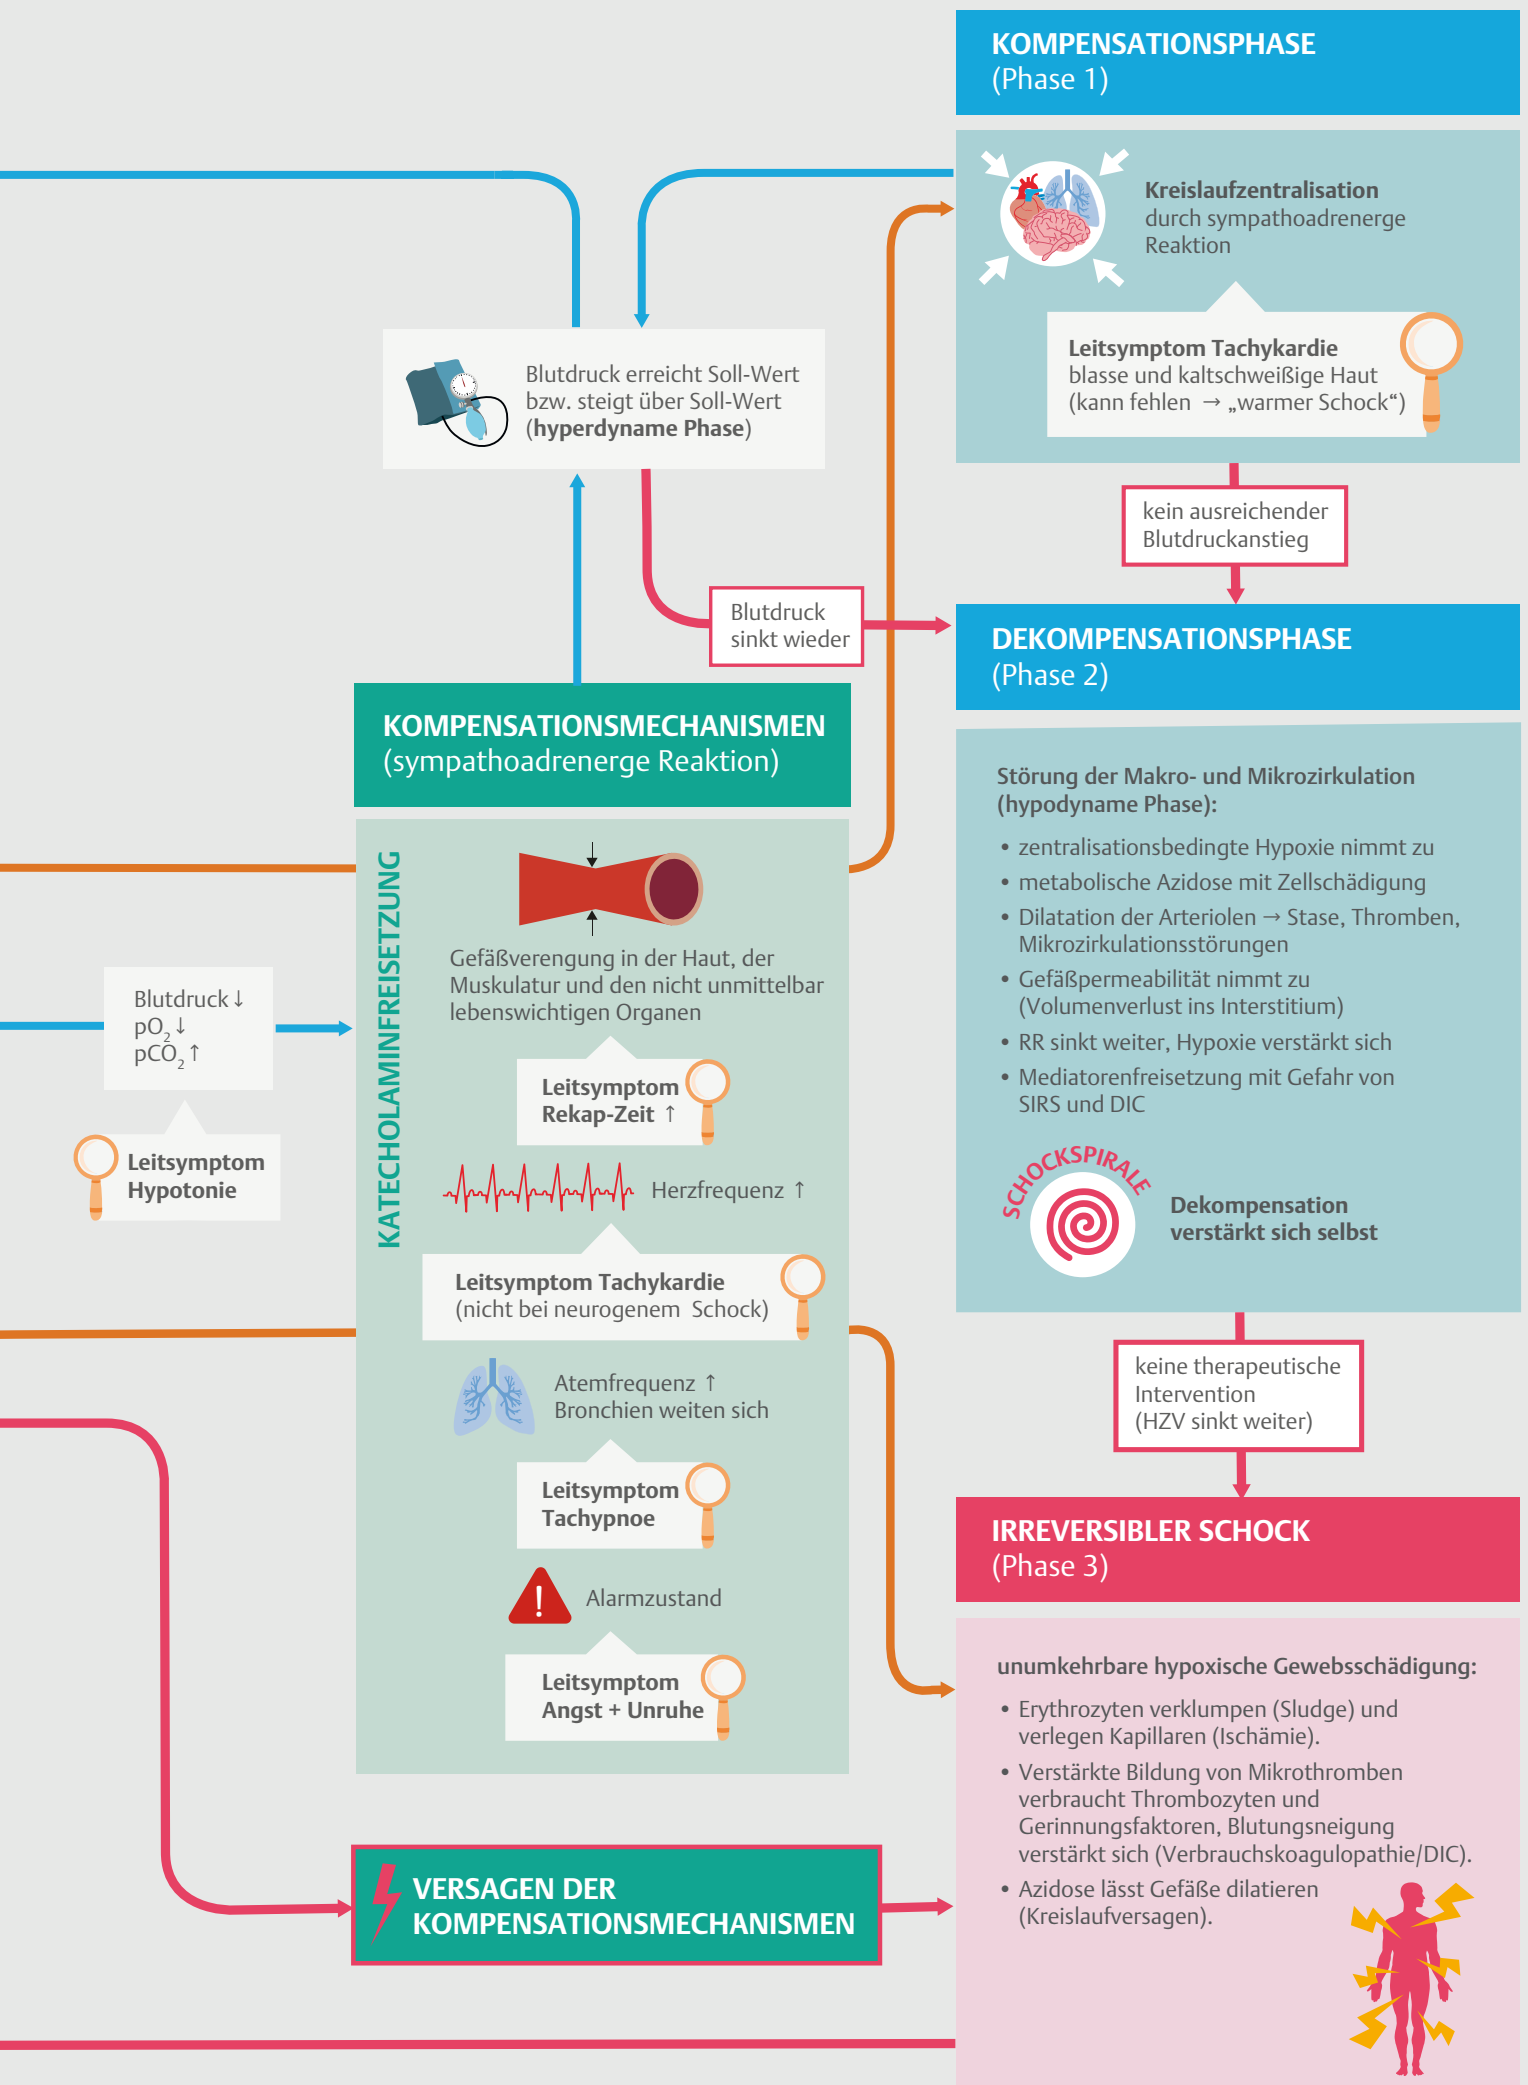 KOMPENSATIONSPHASE
(Phase 1)
Kreislaufzentralisation
durch sympathoadrenerge
Reaktion
Leitsymptom Tachykardie
blasse und kaltschweißige Haut
(kann fehlen → „warmer Schock“)
Blutdruck erreicht Soll-Wert
bzw. steigt über Soll-Wert
(hyperdyname Phase)
kein ausreichender
Blutdruckanstieg
Blutdruck
sinkt wieder
DEKOMPENSATIONSPHASE
(Phase 2)
Störung der Makro- und Mikrozirkulation
(hypodyname Phase):
• zentralisationsbedingte Hypoxie nimmt zu
• metabolische Azidose mit Zellschädigung
• Dilatation der Arteriolen → Stase, Thromben,
Mikrozirkulationsstörungen
• Gefäßpermeabilität nimmt zu
(Volumenverlust ins Interstitium)
• RR sinkt weiter, Hypoxie verstärkt sich
• Mediatorenfreisetzung mit Gefahr von
SIRS und DIC
SCHOCKSPIRALE
Dekompensation
verstärkt sich selbst
KOMPENSATIONSMECHANISMEN
(sympathoadrenerge Reaktion)
KATECHOLAMINFREISETZUNG
Gefäßverengung in der Haut, der
Muskulatur und den nicht unmittelbar
lebenswichtigen Organen
Leitsymptom
Rekap-Zeit ↑
Herzfrequenz ↑
Leitsymptom Tachykardie
(nicht bei neurogenem Schock)
Atemfrequenz ↑
Bronchien weiten sich
Leitsymptom
Tachypnoe
Alarmzustand
Leitsymptom
Angst + Unruhe
Blutdruck ↓
pO₂ ↓
pCO₂ ↑
Leitsymptom
Hypotonie
keine therapeutische
Intervention
(HZV sinkt weiter)
IRREVERSIBLER SCHOCK
(Phase 3)
unumkehrbare hypoxische Gewebsschädigung:
• Erythrozyten verklumpen (Sludge) und
verlegen Kapillaren (Ischämie).
• Verstärkte Bildung von Mikrothromben
verbraucht Thrombozyten und
Gerinnungsfaktoren, Blutungsneigung
verstärkt sich (Verbrauchskoagulopathie/DIC).
• Azidose lässt Gefäße dilatieren
(Kreislaufversagen).
VERSAGEN DER
KOMPENSATIONSMECHANISMEN